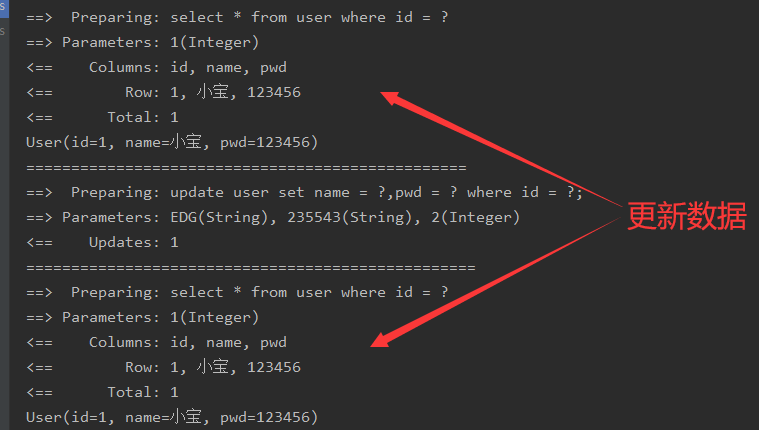 ==>  Preparing: select * from user where id = ?
==> Parameters: 1(Integer)
<==    Columns: id, name, pwd
<==        Row: 1, 小宝, 123456
<==      Total: 1
User(id=1, name=小宝, pwd=123456)
=================================================
==>  Preparing: update user set name = ?,pwd = ? where id = ?;
==> Parameters: EDG(String), 235543(String), 2(Integer)
<==    Updates: 1
更新数据
==================================================
==>  Preparing: select * from user where id = ?
==> Parameters: 1(Integer)
<==    Columns: id, name, pwd
<==        Row: 1, 小宝, 123456
<==      Total: 1
User(id=1, name=小宝, pwd=123456)